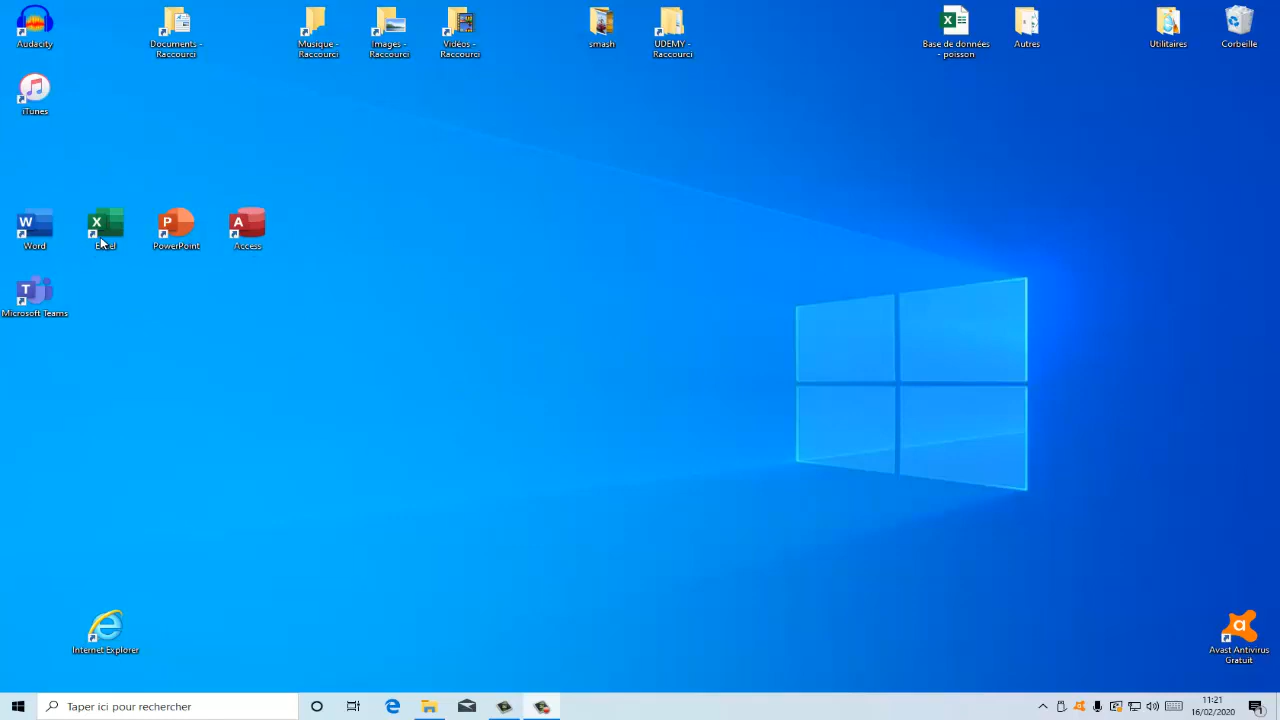 Audacity
Documents -
Raccourci
Musique -
Raccourci
Images -
Raccourci
Vidéos -
Raccourci
smash
UDEMY -
Raccourci
Base de données
- poisson
Autres
Utilitaires
Corbeille
iTunes
W
Word
X
Excel
P
PowerPoint
A
Access
T
Microsoft Teams
Internet Explorer
Avast Antivirus
Gratuit
Taper ici pour rechercher
11:21
16/02/2020